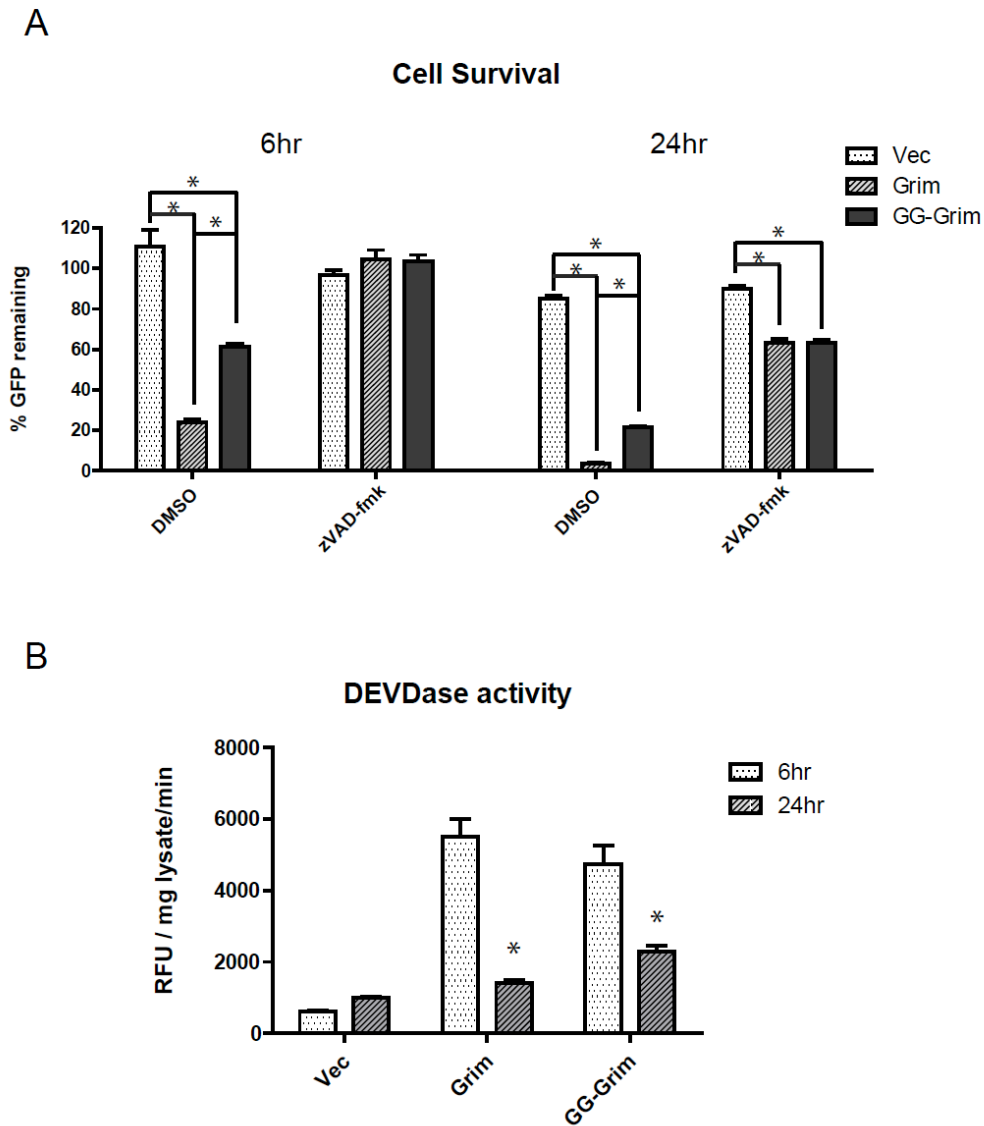 A
Cell Survival
6hr
24hr
Vec
Grim
GG-Grim
* * *
* * *
* *
% GFP remaining
120
100
80
60
40
20
0
DMSO
zVAD-fmk
DMSO
zVAD-fmk
B
DEVDase activity
6hr
24hr
RFU / mg lysate/min
8000
6000
4000
2000
0
*
*
Vec
Grim
GG-Grim